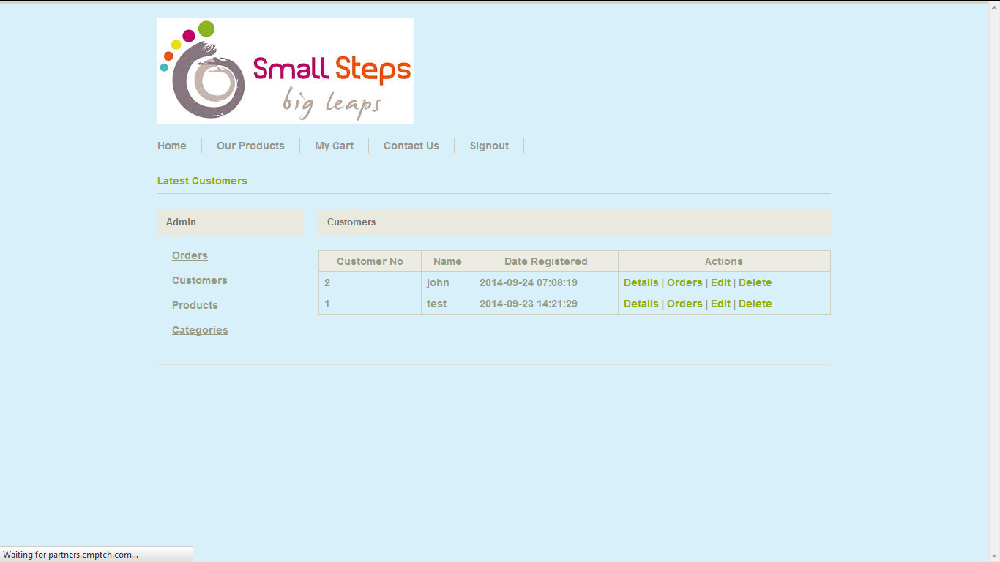 Small Steps
big leaps
Home Our Products My Cart Contact Us Signout
Latest Customers
Admin
Customers
Orders
Customers
Products
Categories
Customer No Name Date Registered Actions
2 john 2014-09-24 07:08:19 Details | Orders | Edit | Delete
1 test 2014-09-23 14:21:29 Details | Orders | Edit | Delete
Waiting for partners.cmptch.com...